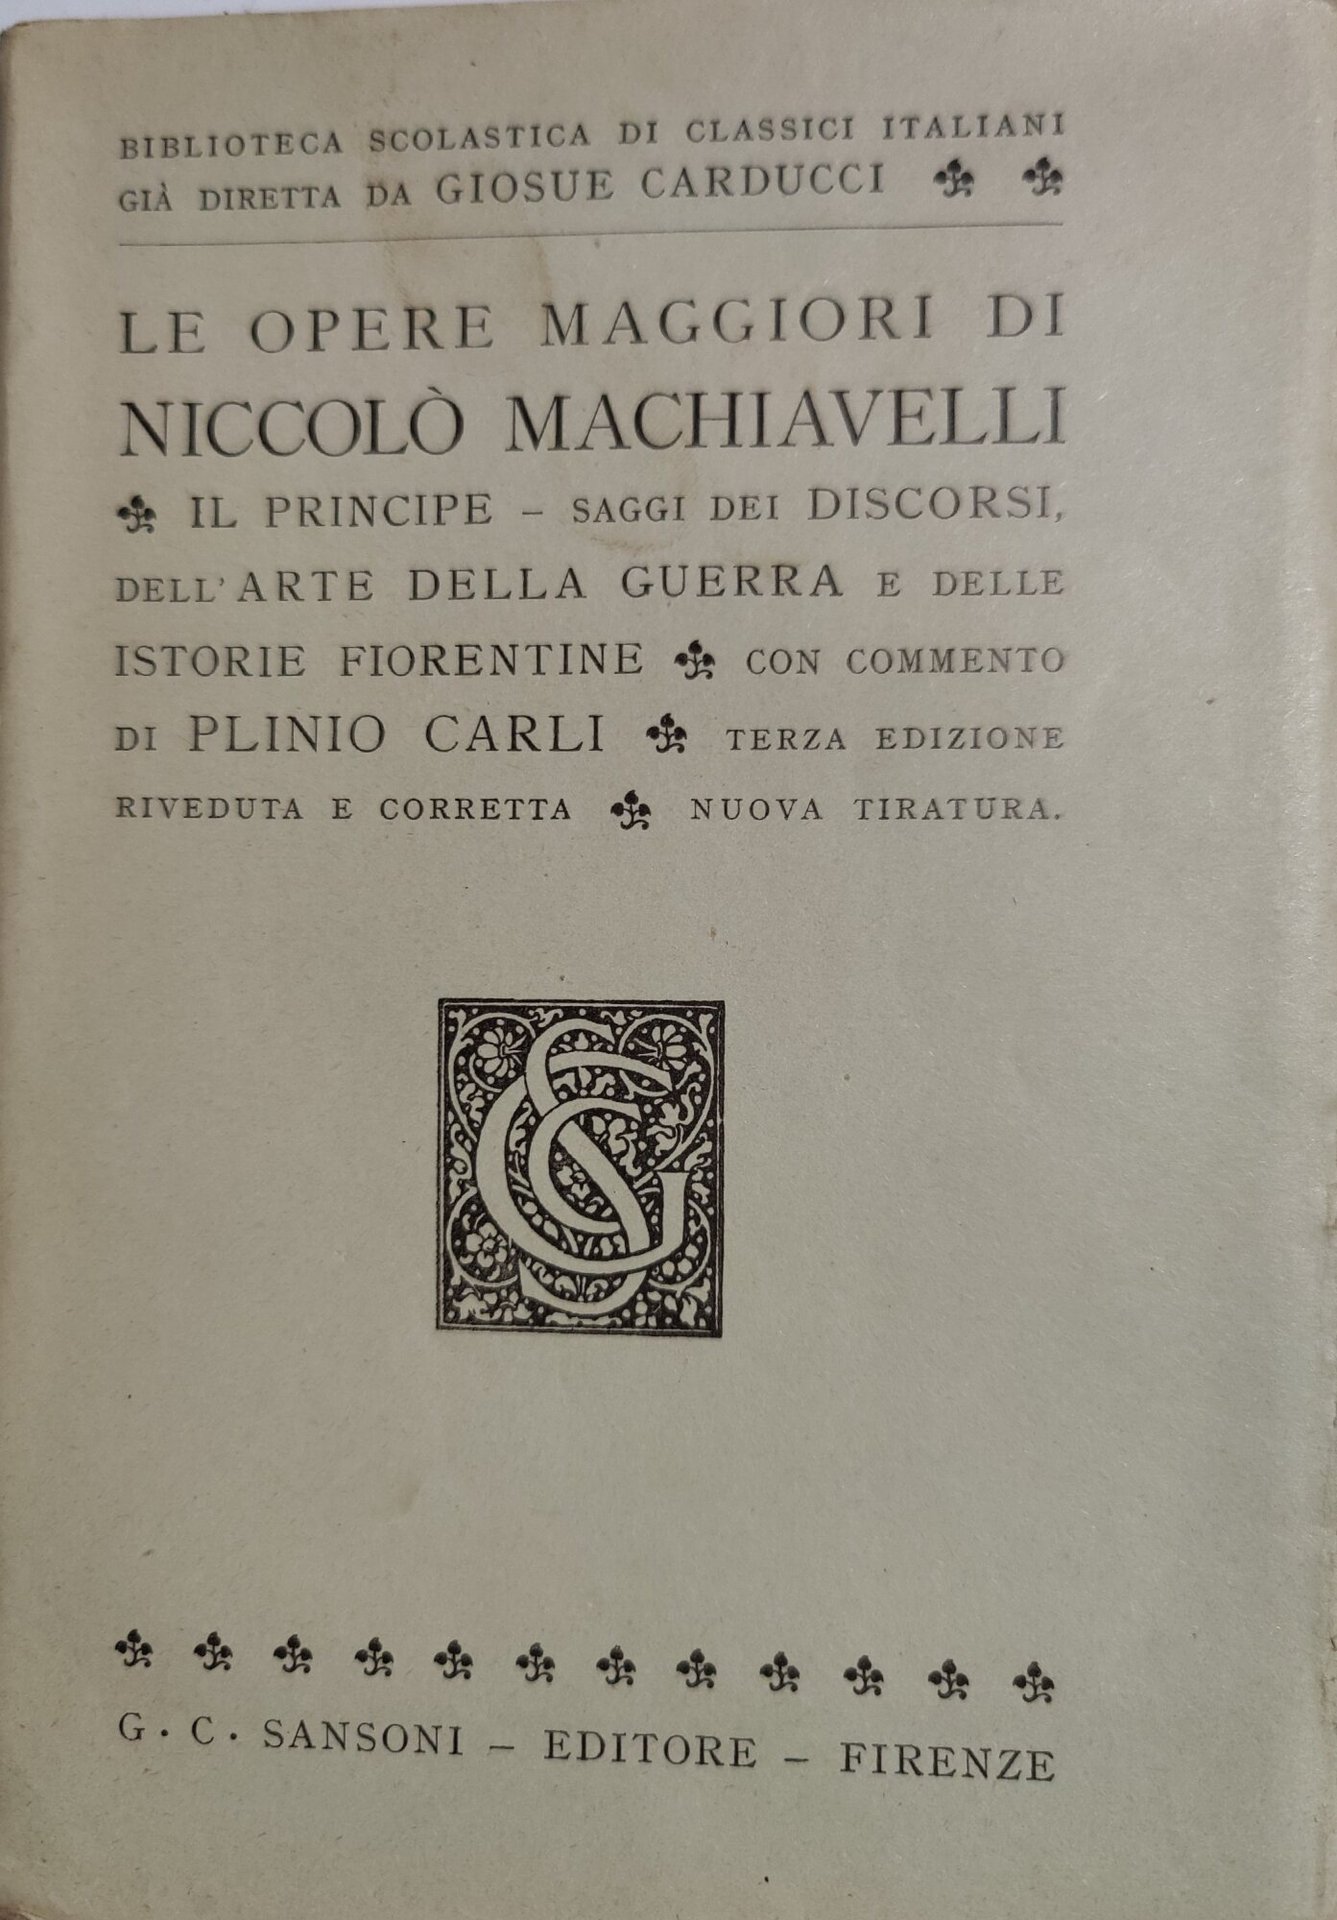 BIBLIOTECA SCOLASTICA DI CLASSICI ITALIANI
GIÀ DIRETTA DA GIOSUE CARDUCCI
LE OPERE MAGGIORI DI
NICCOLÒ MACHIAVELLI
IL PRINCIPE – SAGGI DEI DISCORSI,
DELL'ARTE DELLA GUERRA E DELLE
ISTORIE FIORENTINE CON COMMENTO
DI PLINIO CARLI TERZA EDIZIONE
RIVEDUTA E CORRETTA NUOVA TIRATURA.
GCS
G. C. SANSONI – EDITORE – FIRENZE